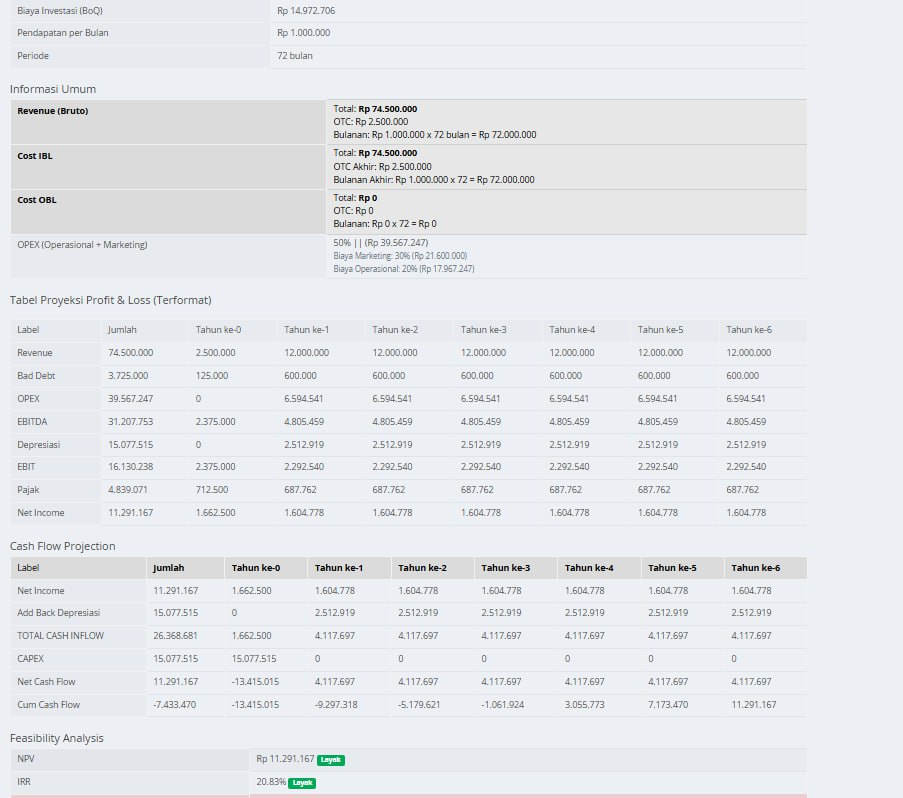 Biaya Investasi (BoQ) Rp 14.972.706
Pendapatan per Bulan Rp 1.000.000
Periode 72 bulan
Informasi Umum
Revenue (Bruto) Total: Rp 74.500.000
OTC: Rp 2.500.000
Bulanan: Rp 1.000.000 x 72 bulan = Rp 72.000.000
Cost IBL Total: Rp 74.500.000
OTC Akhir: Rp 2.500.000
Bulanan Akhir: Rp 1.000.000 x 72 = Rp 72.000.000
Cost OBL Total: Rp 0
OTC: Rp 0
Bulanan: Rp 0 x 72 = Rp 0
OPEX (Operasional + Marketing) 50% || (Rp 39.567.247)
Biaya Marketing: 30% (Rp 21.600.000)
Biaya Operasional: 20% (Rp 17.967.247)
Tabel Proyeksi Profit & Loss (Terformat)
Label Jumlah Tahun ke-0 Tahun ke-1 Tahun ke-2 Tahun ke-3 Tahun ke-4 Tahun ke-5 Tahun ke-6
Revenue 74.500.000 2.500.000 12.000.000 12.000.000 12.000.000 12.000.000 12.000.000 12.000.000
Bad Debt 3.725.000 125.000 600.000 600.000 600.000 600.000 600.000 600.000
OPEX 39.567.247 0 6.594.541 6.594.541 6.594.541 6.594.541 6.594.541 6.594.541
EBITDA 31.207.753 2.375.000 4.805.459 4.805.459 4.805.459 4.805.459 4.805.459 4.805.459
Depresiasi 15.077.515 0 2.512.919 2.512.919 2.512.919 2.512.919 2.512.919 2.512.919
EBIT 16.130.238 2.375.000 2.292.540 2.292.540 2.292.540 2.292.540 2.292.540 2.292.540
Pajak 4.839.071 712.500 687.762 687.762 687.762 687.762 687.762 687.762
Net Income 11.291.167 1.662.500 1.604.778 1.604.778 1.604.778 1.604.778 1.604.778 1.604.778
Cash Flow Projection
Label Jumlah Tahun ke-0 Tahun ke-1 Tahun ke-2 Tahun ke-3 Tahun ke-4 Tahun ke-5 Tahun ke-6
Net Income 11.291.167 1.662.500 1.604.778 1.604.778 1.604.778 1.604.778 1.604.778 1.604.778
Add Back Depresiasi 15.077.515 0 2.512.919 2.512.919 2.512.919 2.512.919 2.512.919 2.512.919
TOTAL CASH INFLOW 26.368.681 1.662.500 4.117.697 4.117.697 4.117.697 4.117.697 4.117.697 4.117.697
CAPEX 15.077.515 15.077.515 0 0 0 0 0 0
Net Cash Flow 11.291.167 -13.415.015 4.117.697 4.117.697 4.117.697 4.117.697 4.117.697 4.117.697
Cum Cash Flow -7.433.470 -13.415.015 -9.297.318 -5.179.621 -1.061.924 3.055.773 7.173.470 11.291.167
Feasibility Analysis
NPV Rp 11.291.167 Layak
IRR 20.83% Layak